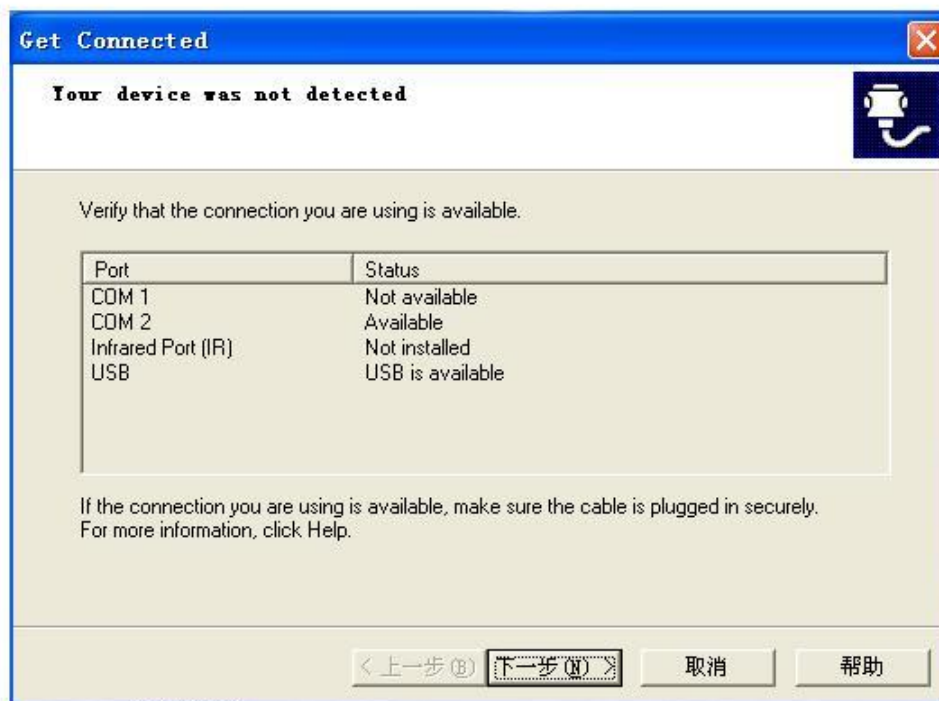 Get Connected
Your device was not detected
Verify that the connection you are using is available.
Port Status
COM 1 Not available
COM 2 Available
Infrared Port (IR) Not installed
USB USB is available
If the connection you are using is available, make sure the cable is plugged in securely.
For more information, click Help.
< 上一步(B) 下一步(N) > 取消 帮助